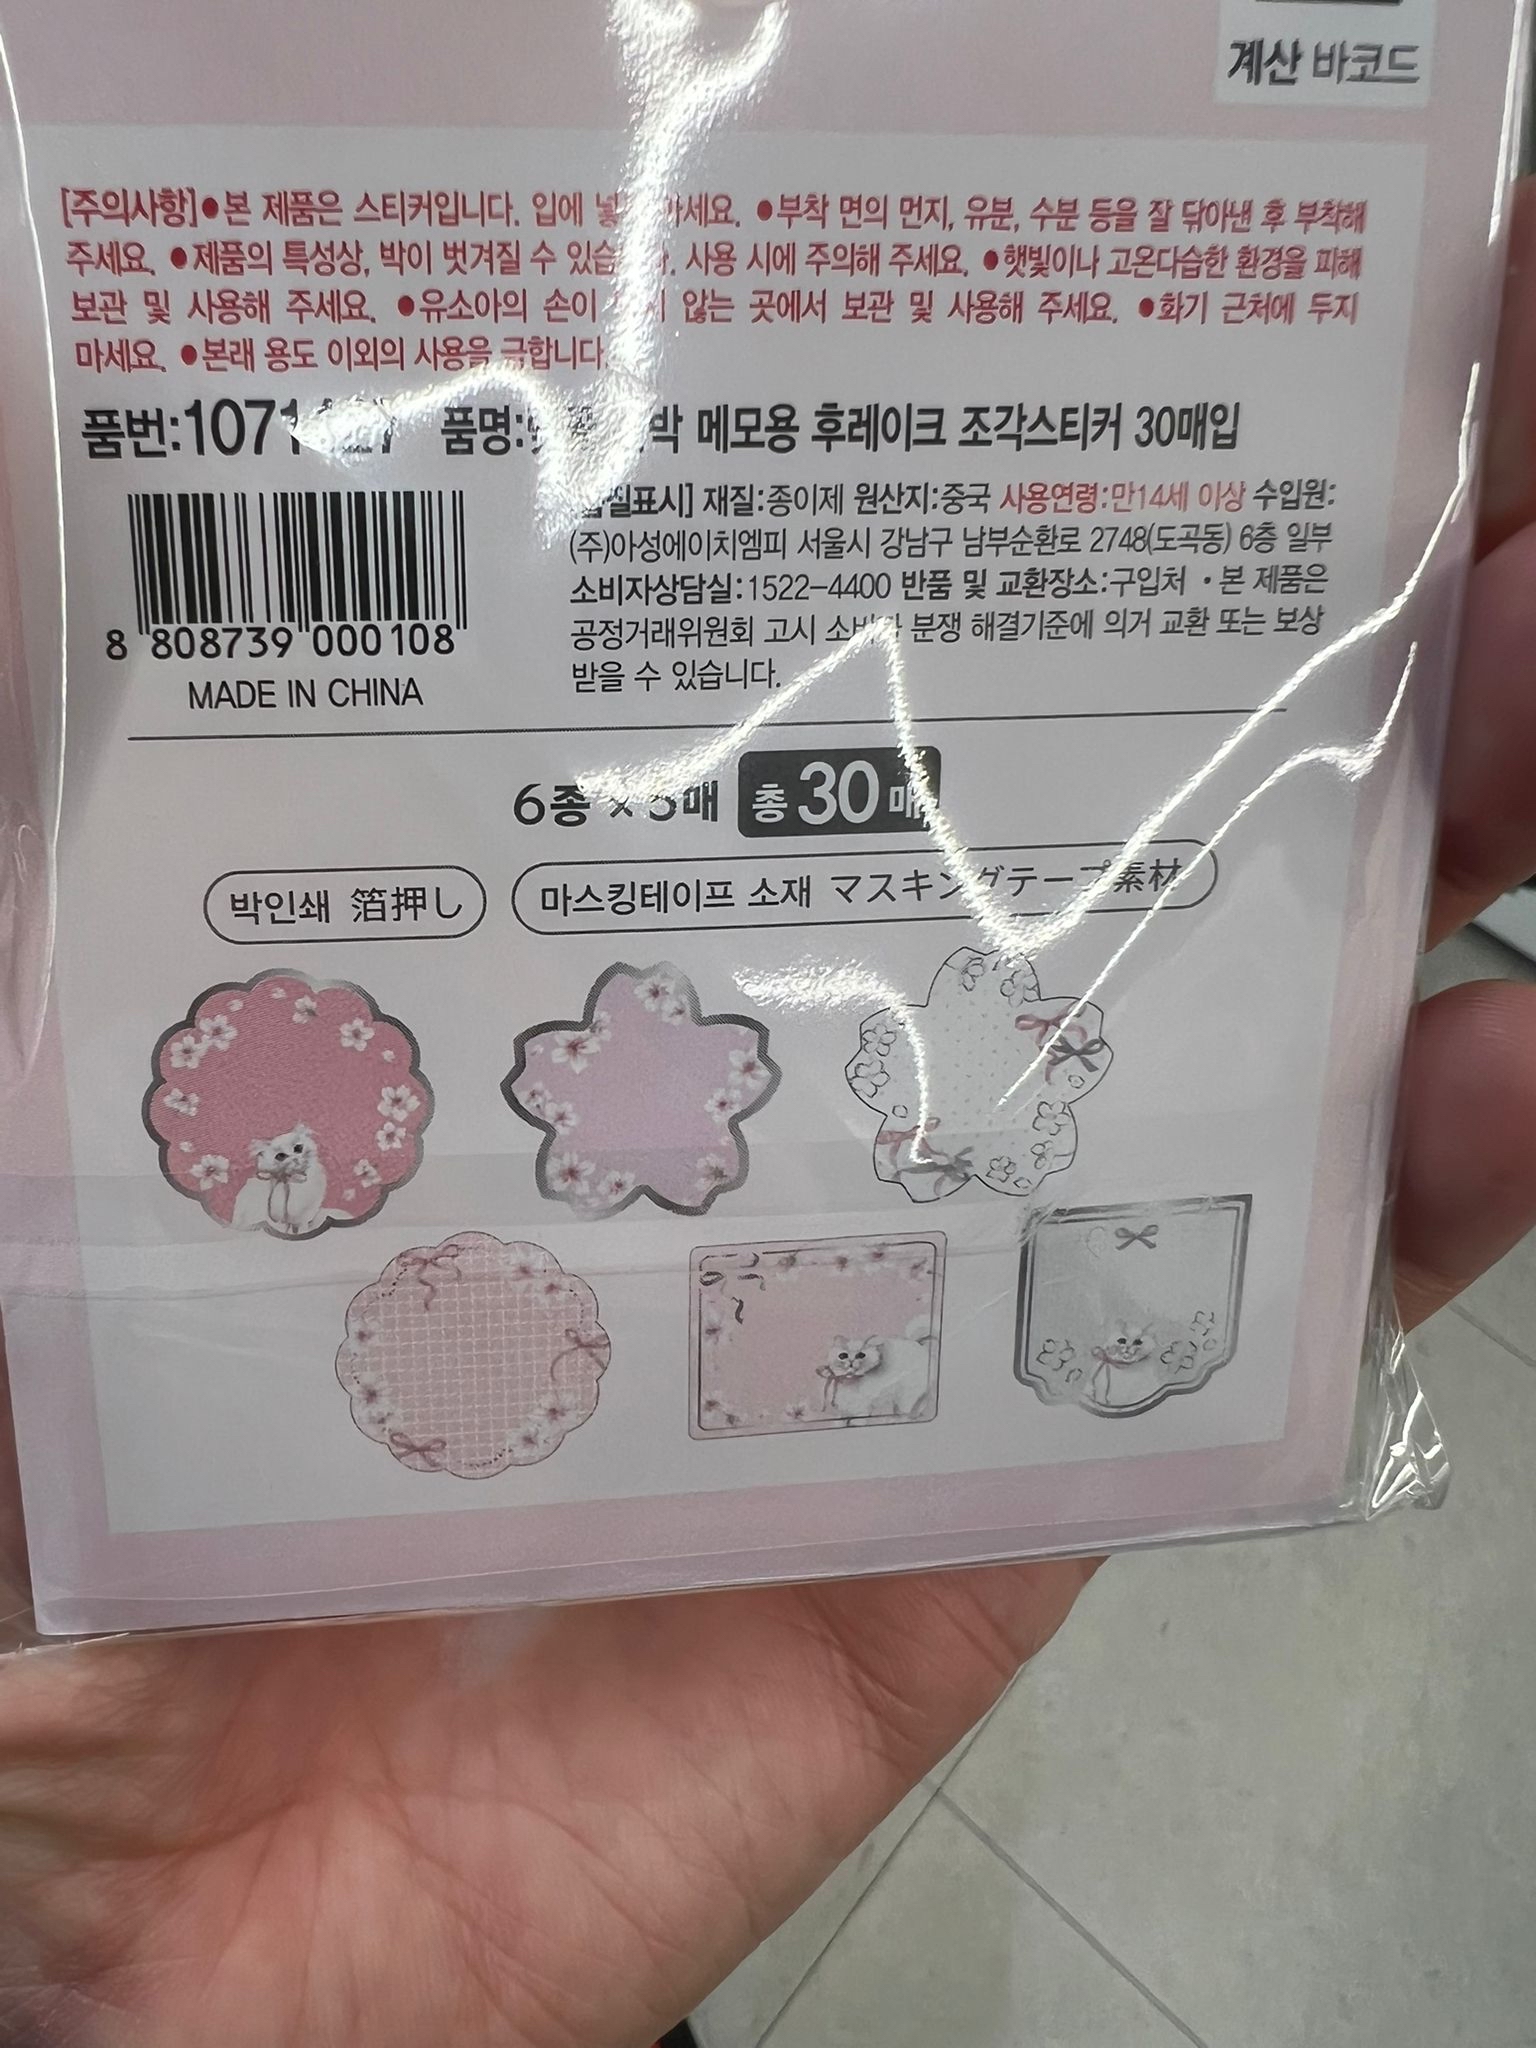 계산 바코드
[주의사항]●본 제품은 스티커입니다. 입에 마세요. ●부착 면의 먼지, 유분, 수분 등을 잘 닦아낸 후 부착해
주세요. ●제품의 특성상, 박이 벗겨질 수 사용 시에 주의해 주세요. ●햇빛이나 고온다습한 환경을 피해
보관 및 사용해 주세요. ●유소아의 손이 않는 곳에서 보관 및 사용해 주세요. ●화기 근처에 두지
마세요. ●본래 용도 이외의 사용을 금합니다.
품번: 품명: 메모용 후레이크 조각스티커 30매입
재질:종이제 원산지:중국 사용연령:만14세 이상 수입원:
(주)아성에이치엠피 서울시 강남구 남부순환로 2748(도곡동) 6층 일부
소비자상담실:1522-4400 반품 및 교환장소:구입처 • 본 제품은
공정거래위원회 고시 분쟁 해결기준에 의거 교환 또는 보상
받을 수 있습니다.
8 808739 000108
MADE IN CHINA
6종 × 5매 총 30매
박인쇄 箔押し
마스킹테이프 소재 マスキングテープ素材